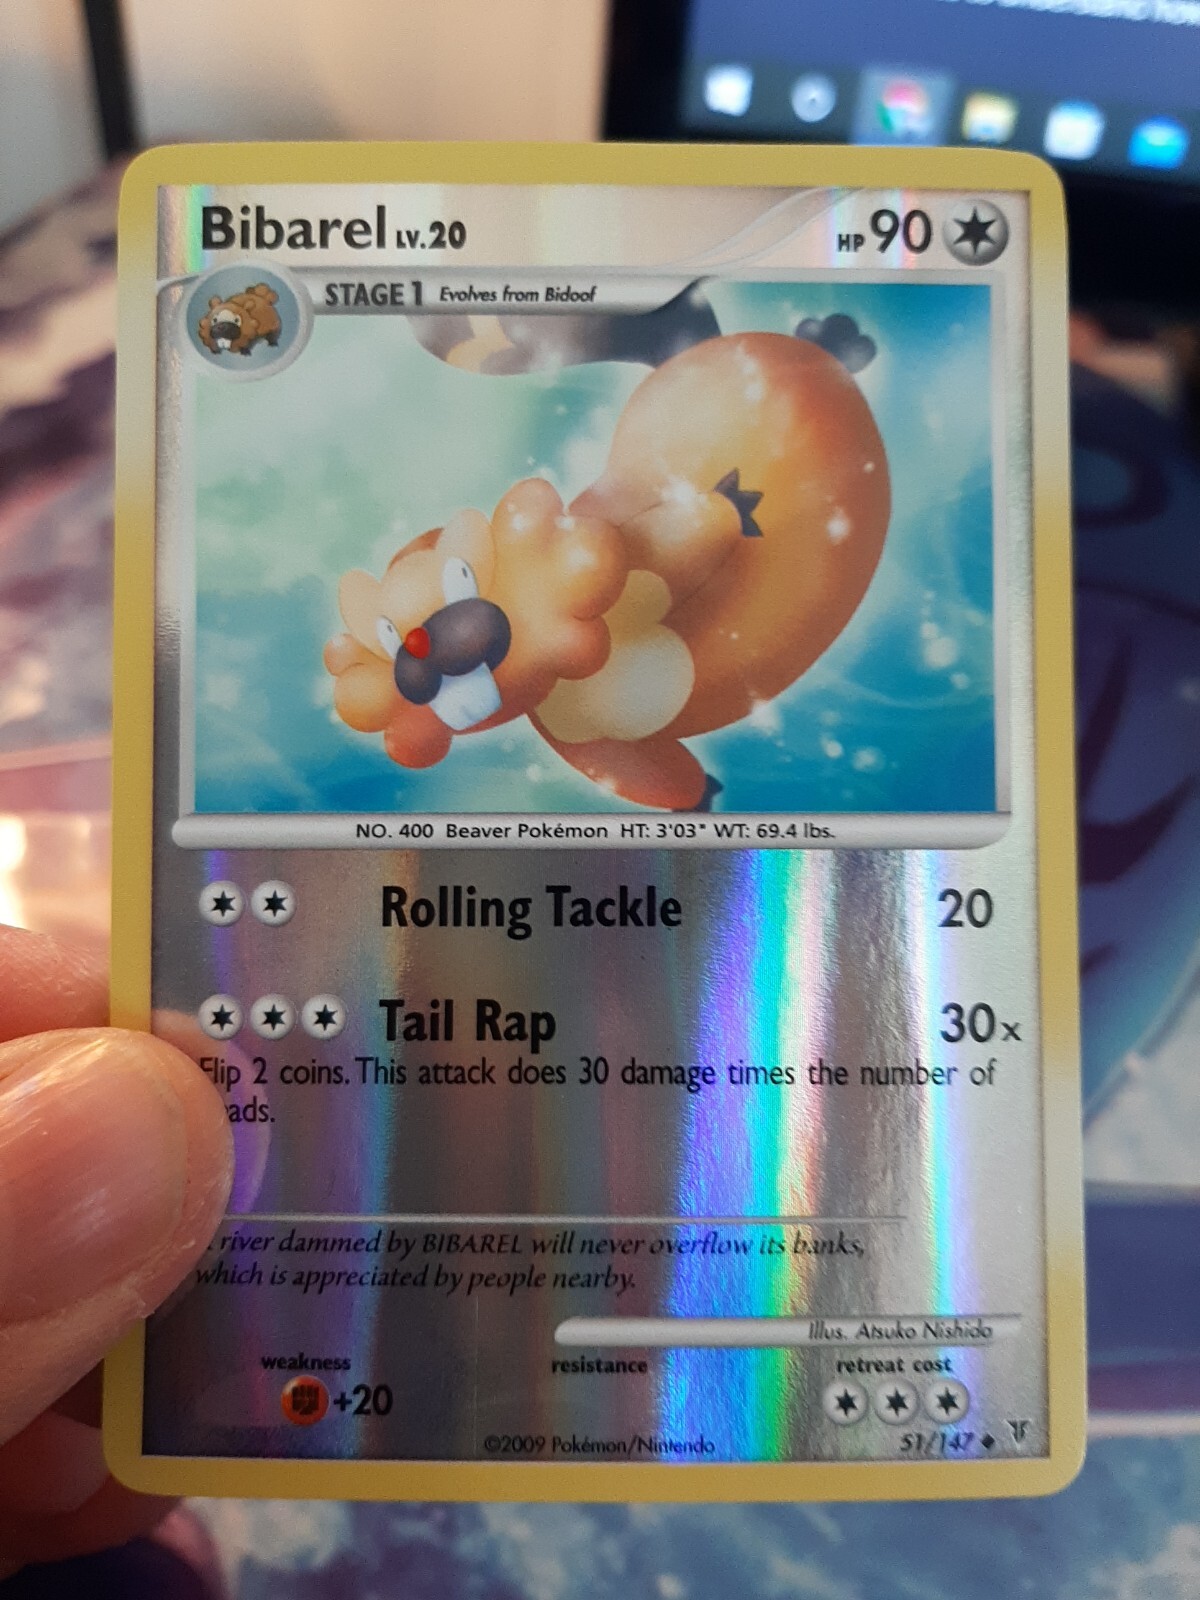 Bibarel LV.20 HP 90
STAGE 1 Evolves from Bidoof
NO. 400 Beaver Pokémon HT: 3'03" WT: 69.4 lbs.
Rolling Tackle 20
Tail Rap 30x
Flip 2 coins. This attack does 30 damage times the number of
ads.
river dammed by BIBAREL will never overflow its banks,
which is appreciated by people nearby.
Illus. Atsuko Nishida
weakness resistance retreat cost
+20
©2009 Pokémon/Nintendo 51/147